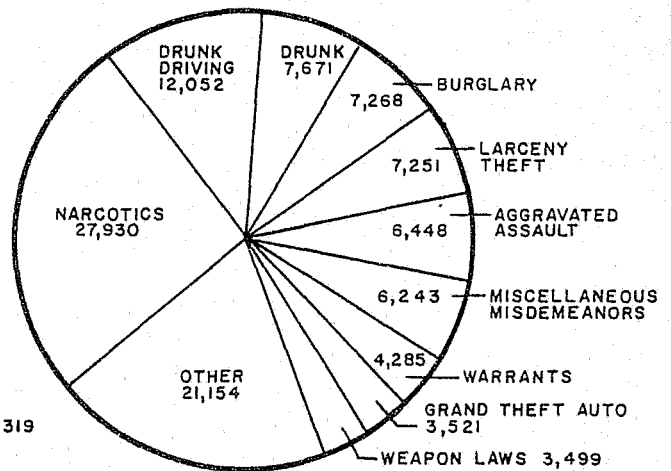 DRUNK
DRIVING
12,052
DRUNK
7,671
BURGLARY
7,268
LARCENY
THEFT
7,251
AGGRAVATED
ASSAULT
6,448
MISCELLANEOUS
MISDEMEANORS
6,243
4,285
WARRANTS
GRAND THEFT AUTO
3,521
WEAPON LAWS 3,499
OTHER
21,154
NARCOTICS
27,930
319